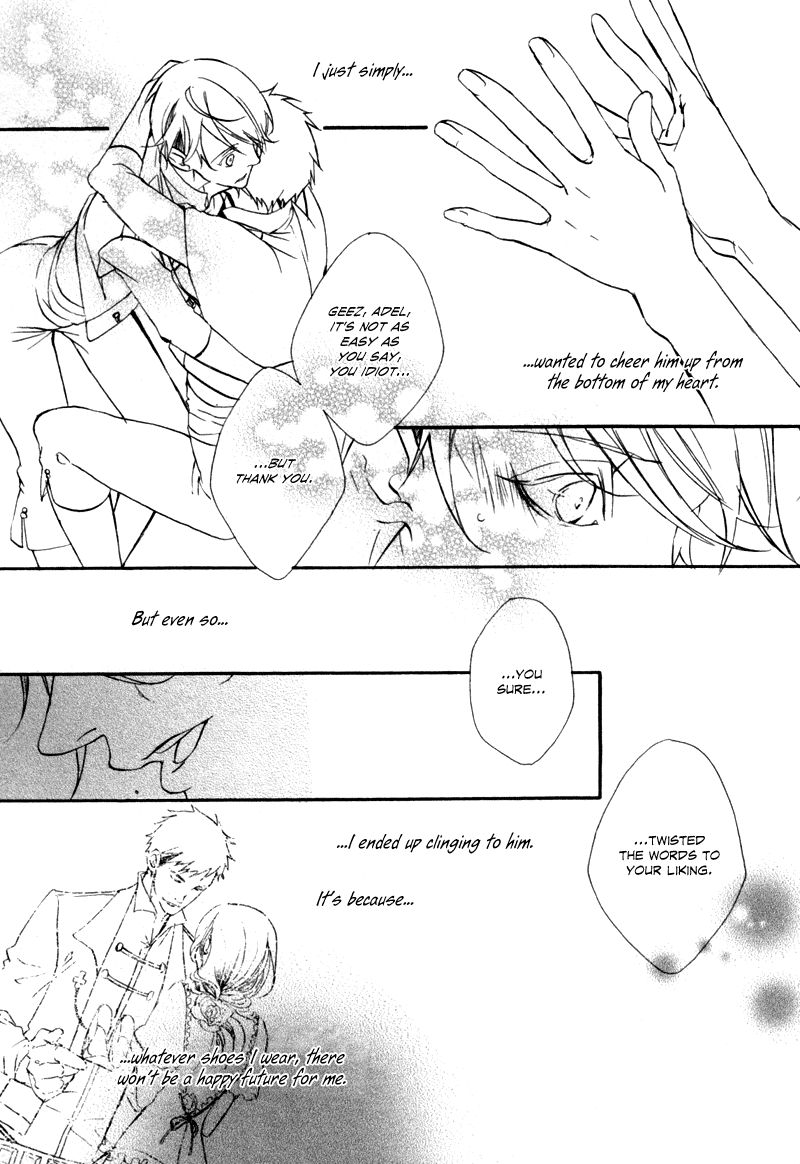 I just simply...
...wanted to cheer him up from
the bottom of my heart.
GEEZ, ADEL,
IT'S NOT AS
EASY AS
YOU SAY,
YOU IDIOT...
...BUT
THANK YOU.
But even so...
...YOU
SURE...
...TWISTED
THE WORDS TO
YOUR LIKING.
...I ended up clinging to him.
It's because...
...whatever shoes I wear, there
won't be a happy future for me.